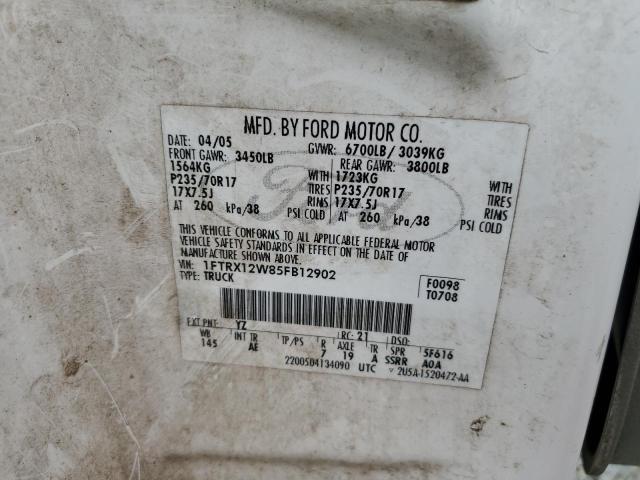 MFD. BY FORD MOTOR CO.
DATE: 04/05 GVWR: 6700LB/ 3039KG
FRONT GAWR: 3450LB REAR GAWR: 3800LB
1564KG WITH 1723KG WITH
P235/70R17 TIRES P235/70R17 TIRES
17X7.5J RIMS 17X7.5J RIMS
AT 260 kPa/38 PSI COLD AT 260 kPa/38 PSI COLD
THIS VEHICLE CONFORMS TO ALL APPLICABLE FEDERAL MOTOR
VEHICLE SAFETY STANDARDS IN EFFECT ON THE DATE OF
MANUFACTURE SHOWN ABOVE.
VIN: 1FTRX12W85FB12902 F0098
TYPE: TRUCK T0708
EXT PNT: YZ RC: 21 DSO:
WB INT TR TP/PS R AXLE TR SPR 5F616
145 AE 7 19 A SSRR A0A
2200504134090 UTC 2U5A-1520472-AA
Ford